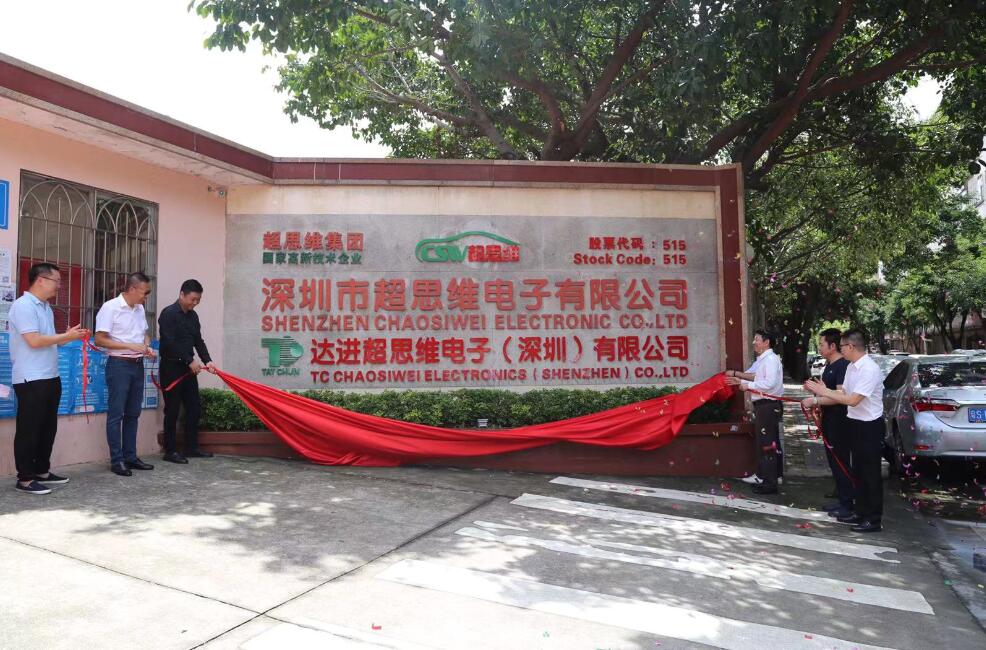 超思维集团
国家高新技术企业
CSW超思维
股票代码：515
Stock Code: 515
深圳市超思维电子有限公司
SHENZHEN CHAOSIWEI ELECTRONIC CO.,LTD
TAT CHUN
达进超思维电子（深圳）有限公司
TC CHAOSIWEI ELECTRONICS (SHENZHEN) CO.,LTD